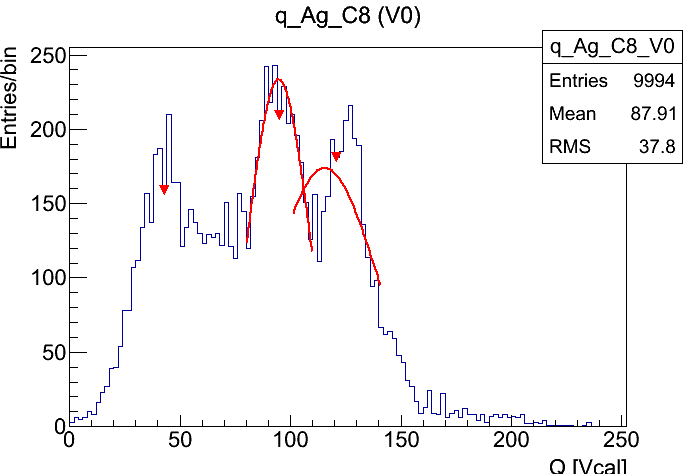 q_Ag_C8 (V0)
q_Ag_C8_V0
Entries 9994
Mean 87.91
RMS 37.8
Entries/bin
250
200
150
100
50
0
0 50 100 150 200 250
Q [Vcal]